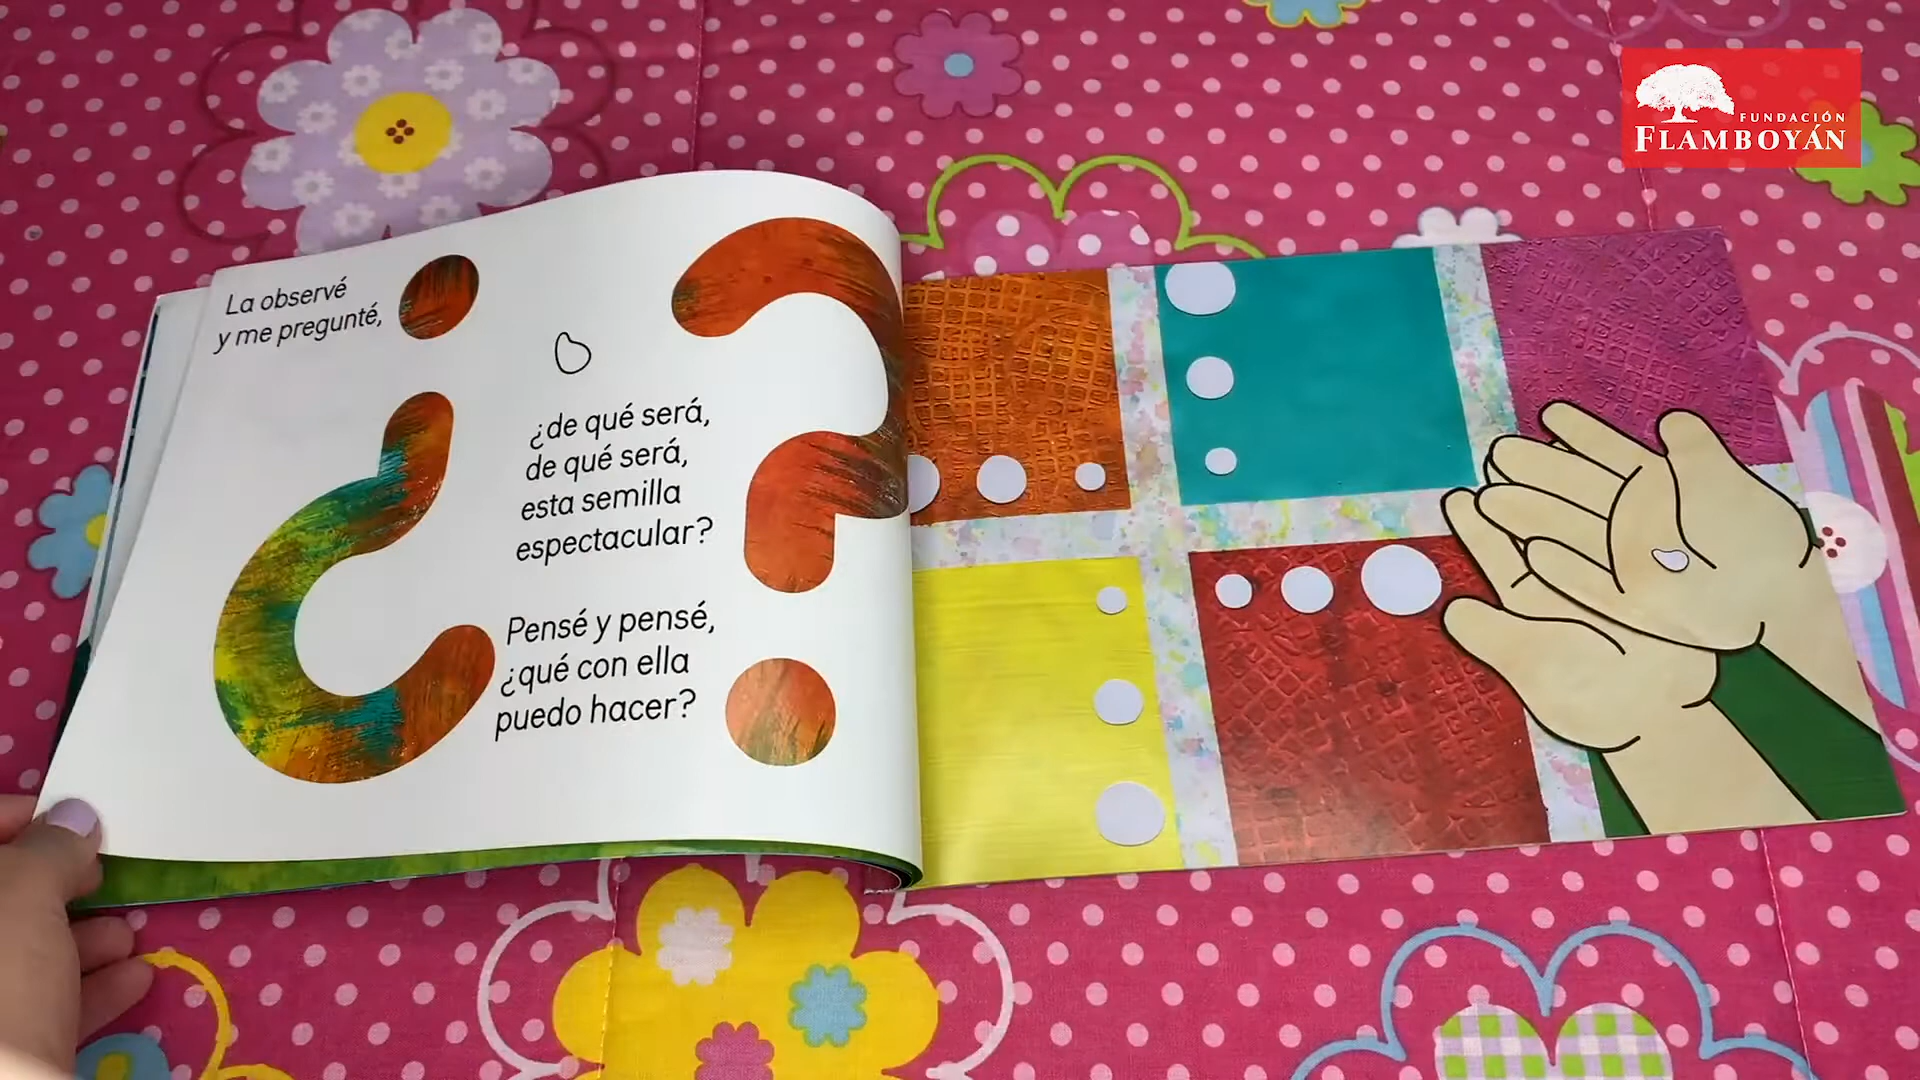 La observé
y me pregunté,
¿de qué será,
de qué será,
esta semilla
espectacular?
Pensé y pensé,
¿qué con ella
puedo hacer?
FUNDACIÓN
FLAMBOYÁN